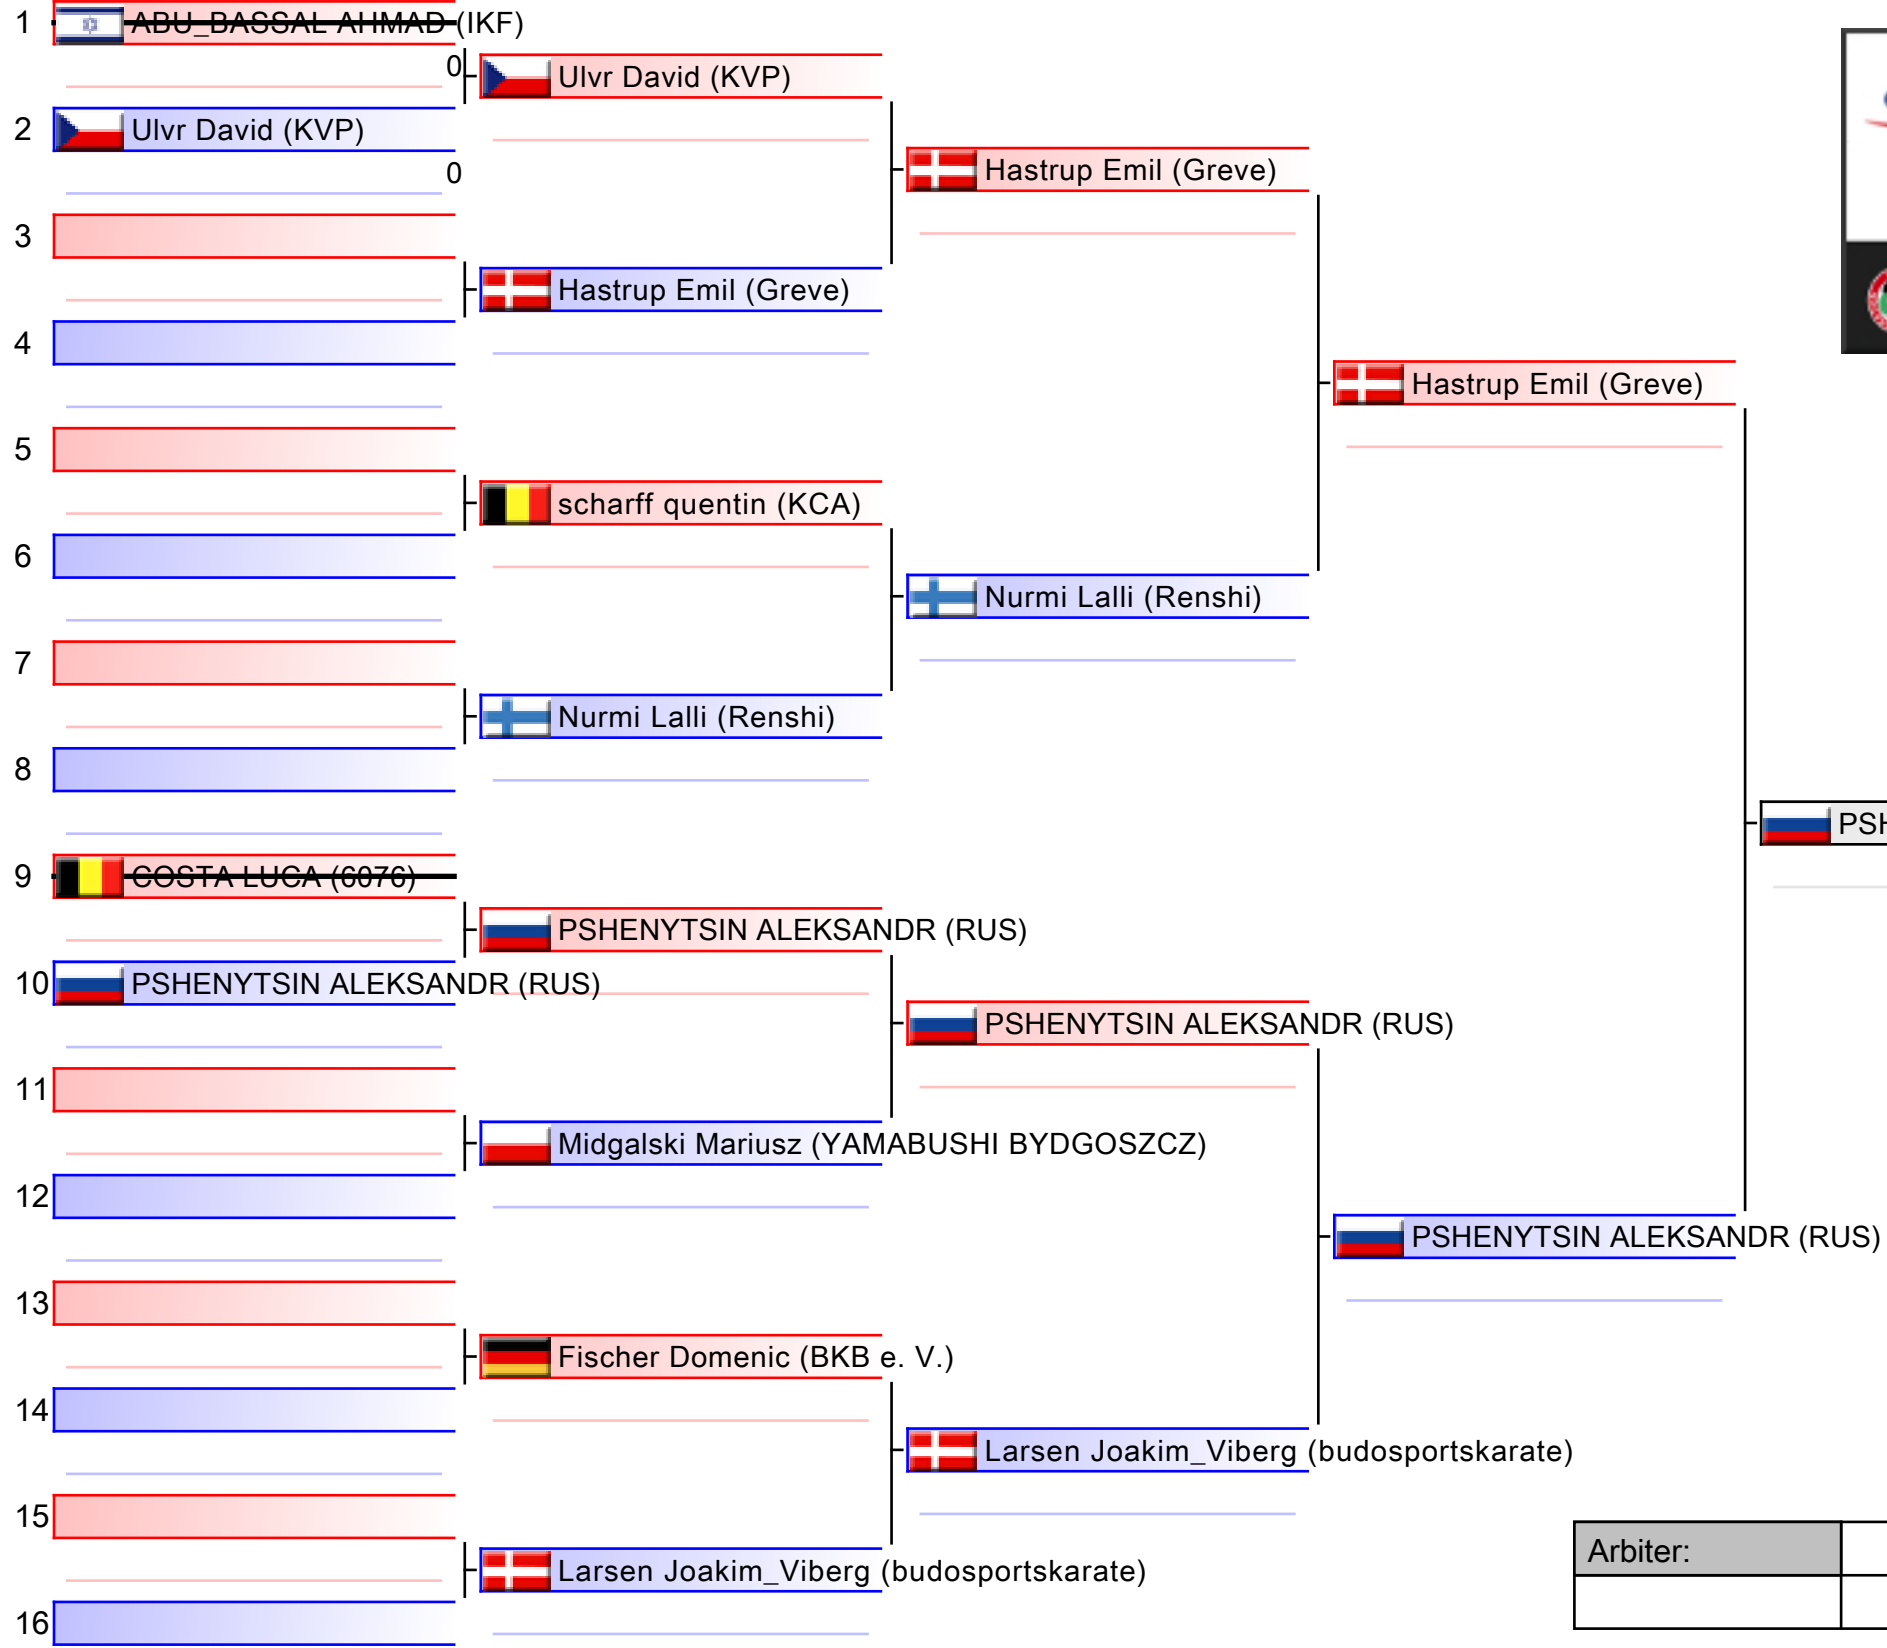 1 ABU_BASSAL AHMAD (IKF)
0
Ulvr David (KVP)
2 Ulvr David (KVP)
0
Hastrup Emil (Greve)
3
Hastrup Emil (Greve)
4
Hastrup Emil (Greve)
5
scharff quentin (KCA)
6
Nurmi Lalli (Renshi)
7
Nurmi Lalli (Renshi)
8
PSH
9 COSTA LUCA (6076)
PSHENYTSIN ALEKSANDR (RUS)
10 PSHENYTSIN ALEKSANDR (RUS)
PSHENYTSIN ALEKSANDR (RUS)
11
Midgalski Mariusz (YAMABUSHI BYDGOSZCZ)
12
PSHENYTSIN ALEKSANDR (RUS)
13
Fischer Domenic (BKB e. V.)
14
Larsen Joakim_Viberg (budosportskarate)
15
Arbiter:
Larsen Joakim_Viberg (budosportskarate)
16